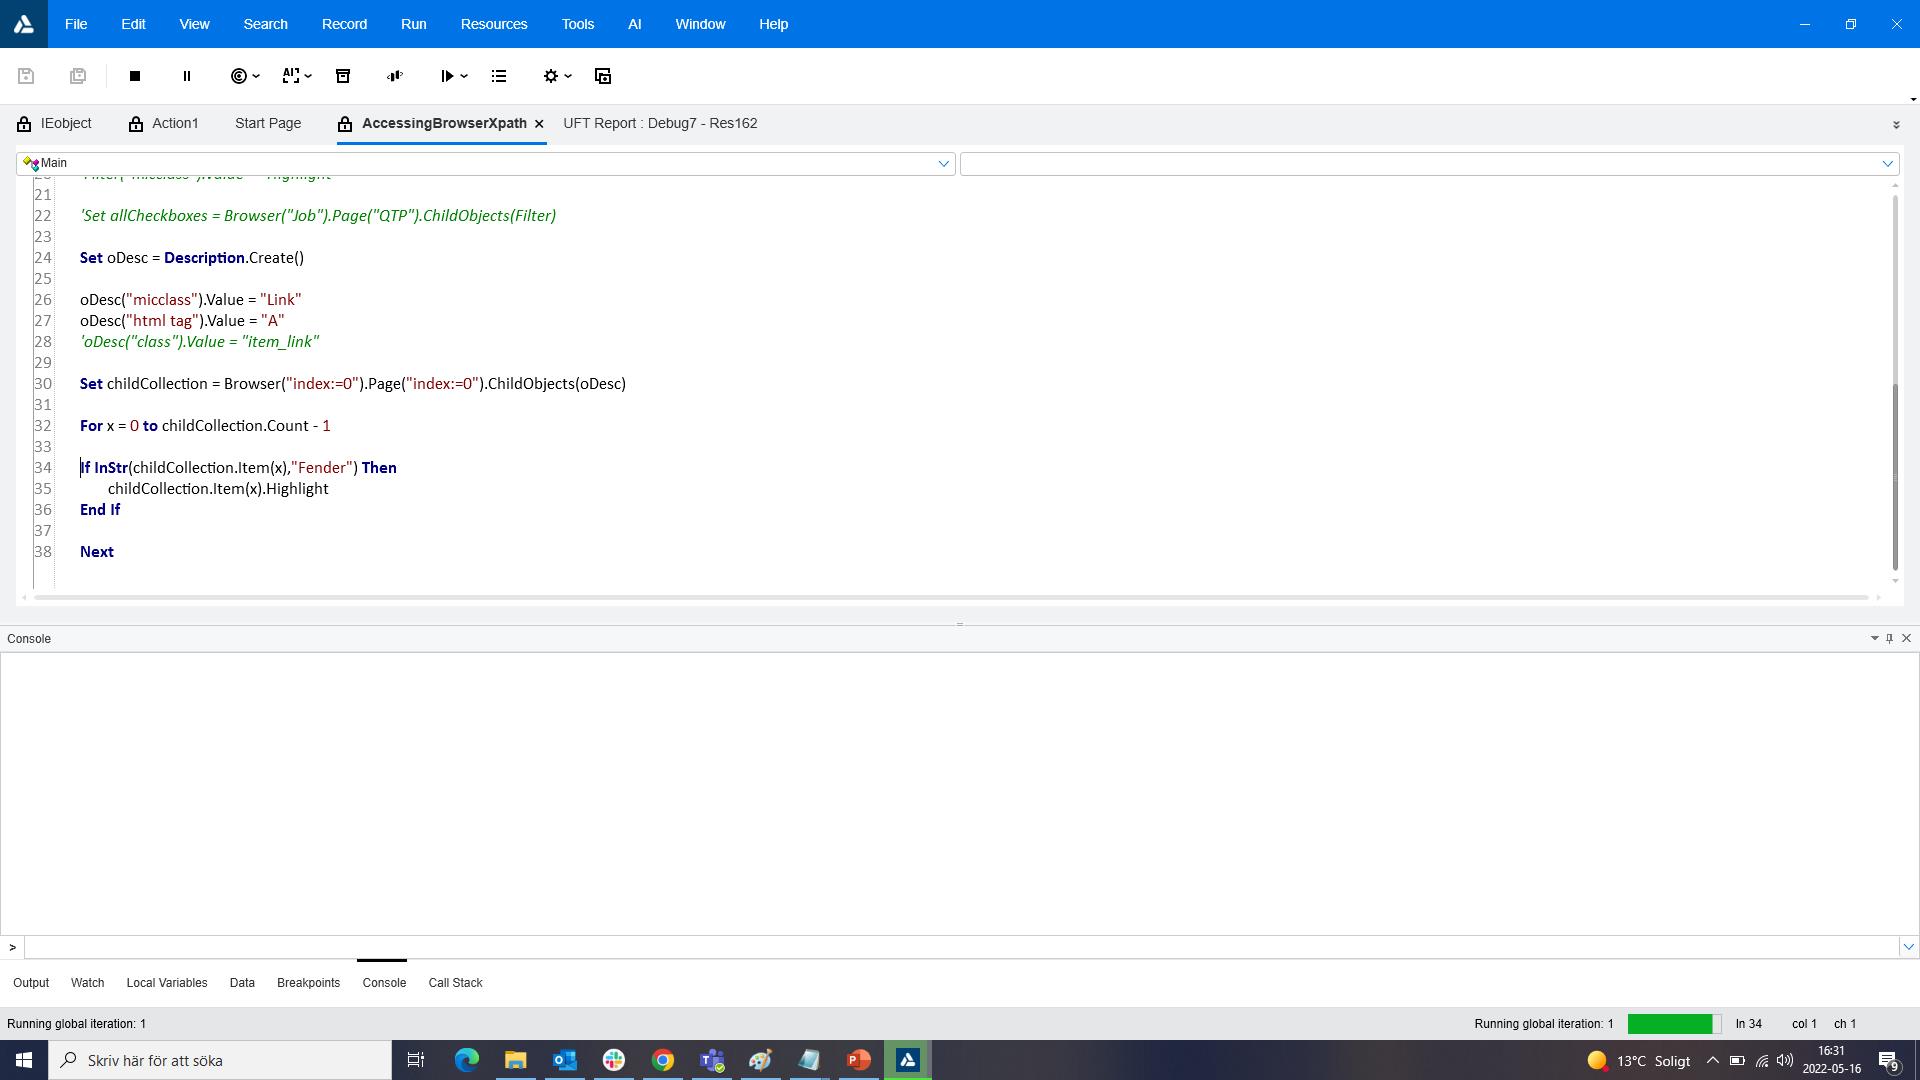 File Edit View Search Record Run Resources Tools AI Window Help
IEobject Action1 Start Page AccessingBrowserXpath UFT Report : Debug7 - Res162
Main
21
22 'Set allCheckboxes = Browser("Job").Page("QTP").ChildObjects(Filter)
23
24 Set oDesc = Description.Create()
25
26 oDesc("micclass").Value = "Link"
27 oDesc("html tag").Value = "A"
28 'oDesc("class").Value = "item_link"
29
30 Set childCollection = Browser("index:=0").Page("index:=0").ChildObjects(oDesc)
31
32 For x = 0 to childCollection.Count - 1
33
34 If InStr(childCollection.Item(x),"Fender") Then
35 childCollection.Item(x).Highlight
36 End If
37
38 Next
Console
>
Output Watch Local Variables Data Breakpoints Console Call Stack
Running global iteration: 1 Running global iteration: 1 ln 34 col 1 ch 1
Skriv här för att söka 13°C Soligt 16:31
2022-05-16 9